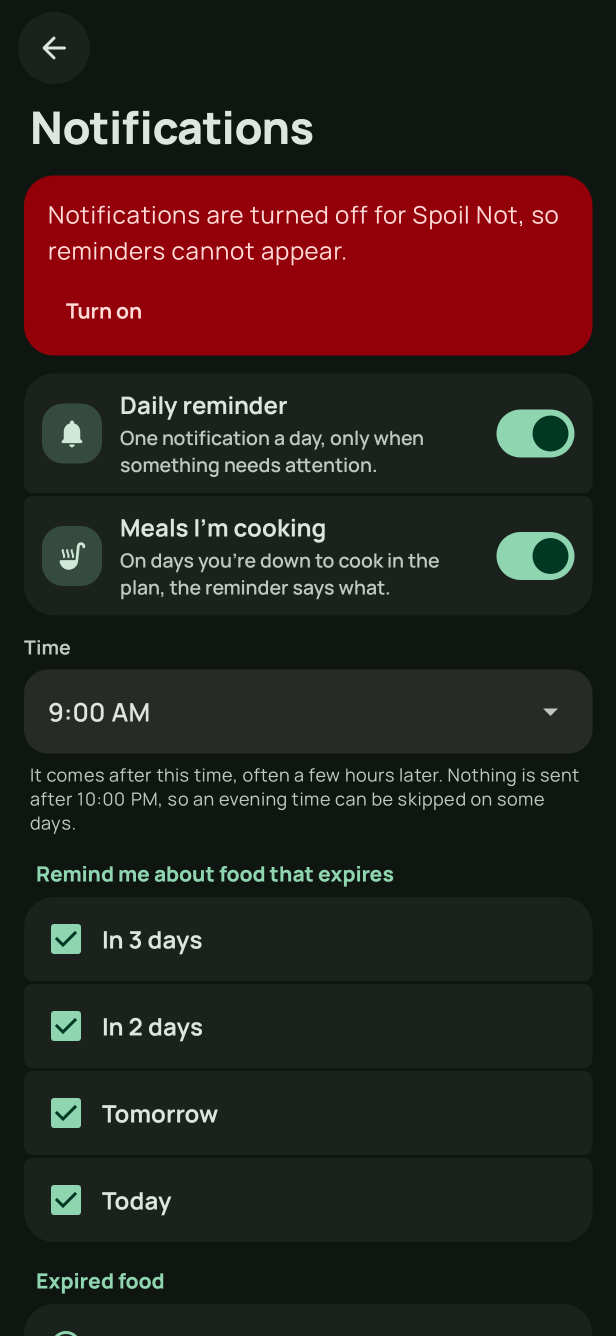 Notifications
Notifications are turned off for Spoil Not, so
reminders cannot appear.
Turn on
Daily reminder
One notification a day, only when
something needs attention.
Meals I’m cooking
On days you’re down to cook in the
plan, the reminder says what.
Time
9:00 AM
It comes after this time, often a few hours later. Nothing is sent
after 10:00 PM, so an evening time can be skipped on some
days.
Remind me about food that expires
In 3 days
In 2 days
Tomorrow
Today
Expired food